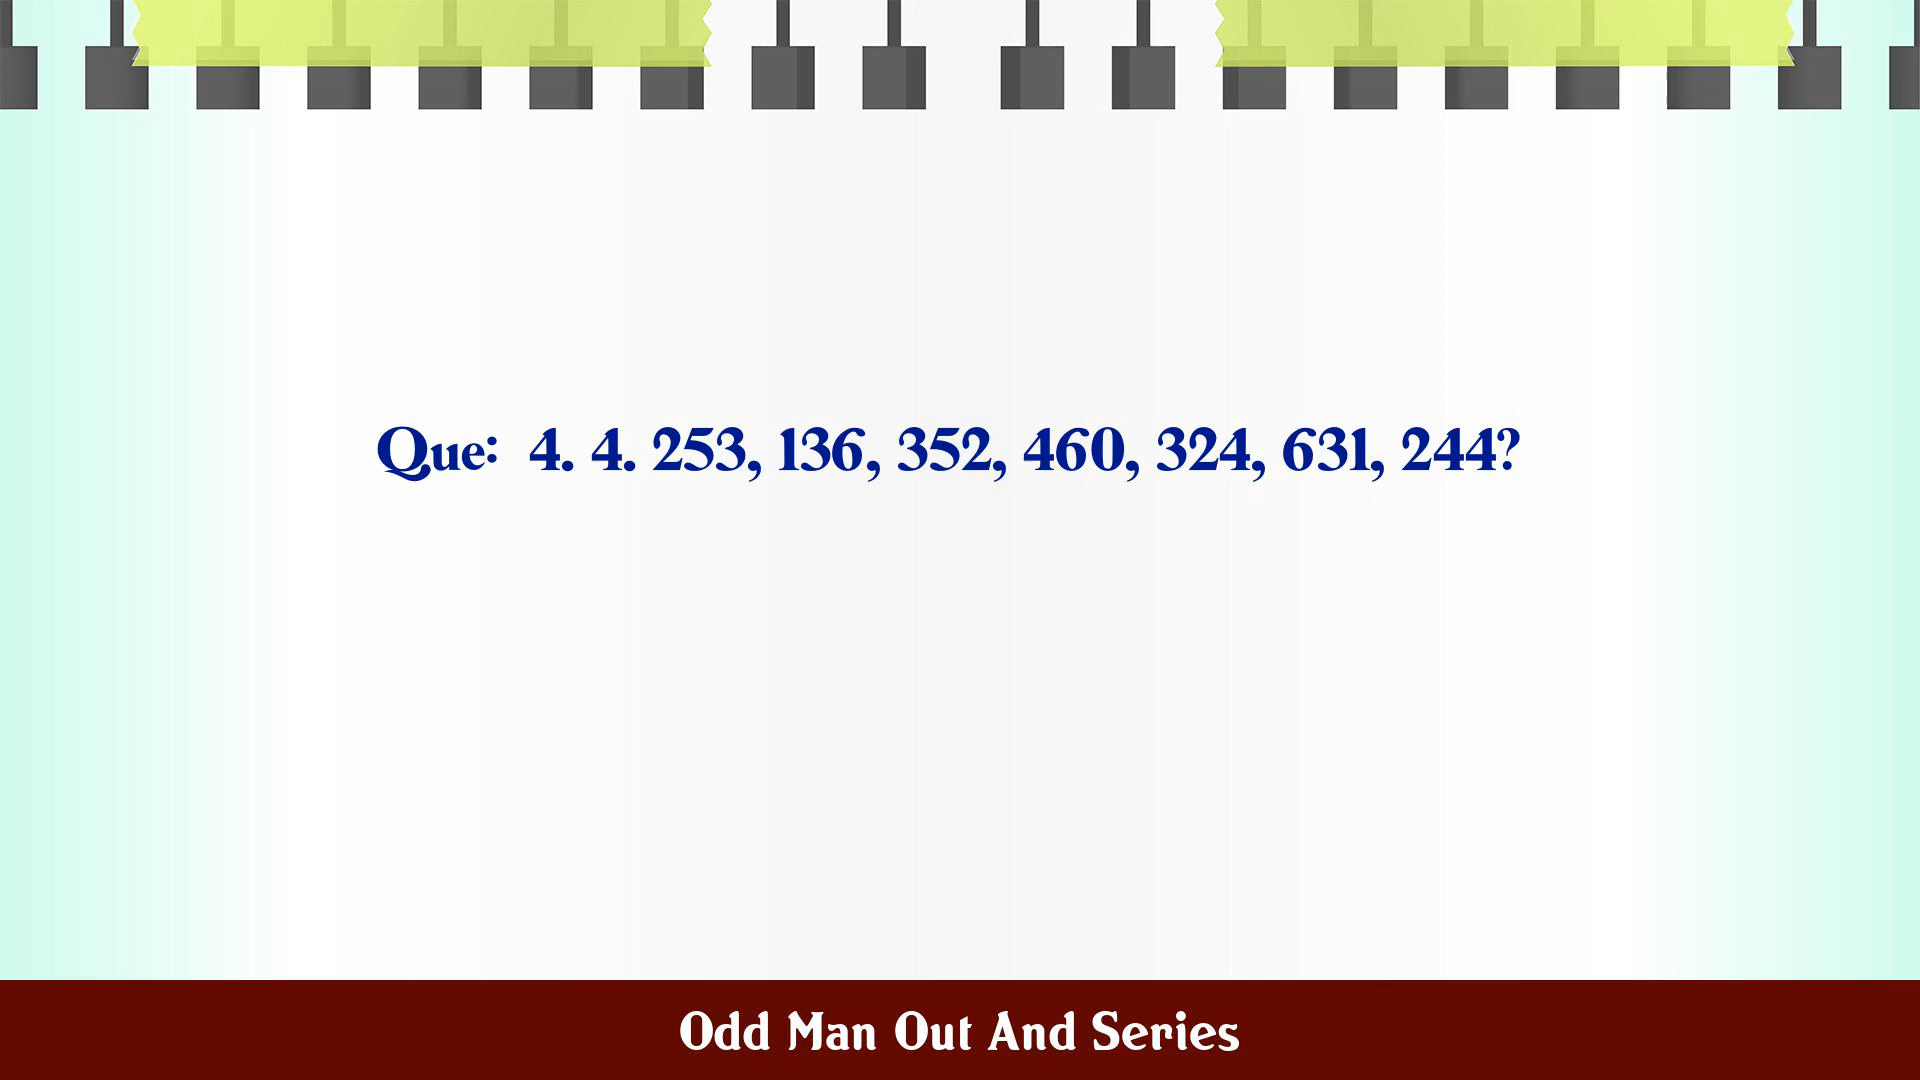 Que: 4. 4. 253, 136, 352, 460, 324, 631, 244?
Odd Man Out And Series